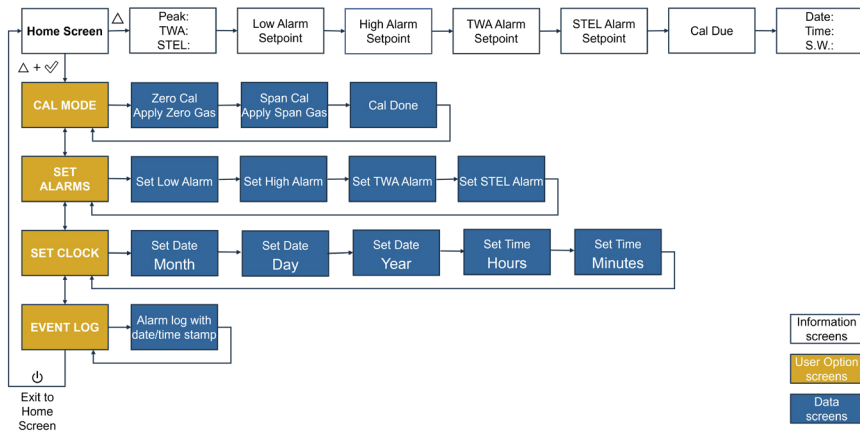 Home Screen
Peak:
TWA:
STEL:
Low Alarm
Setpoint
High Alarm
Setpoint
TWA Alarm
Setpoint
STEL Alarm
Setpoint
Cal Due
Date:
Time:
S.W.:
+
CAL MODE
Zero Cal
Apply Zero Gas
Span Cal
Apply Span Gas
Cal Done
SET
ALARMS
Set Low Alarm
Set High Alarm
Set TWA Alarm
Set STEL Alarm
SET CLOCK
Set Date
Month
Set Date
Day
Set Date
Year
Set Time
Hours
Set Time
Minutes
EVENT LOG
Alarm log with
date/time stamp
Exit to
Home
Screen
Information
screens
User Option
screens
Data
screens